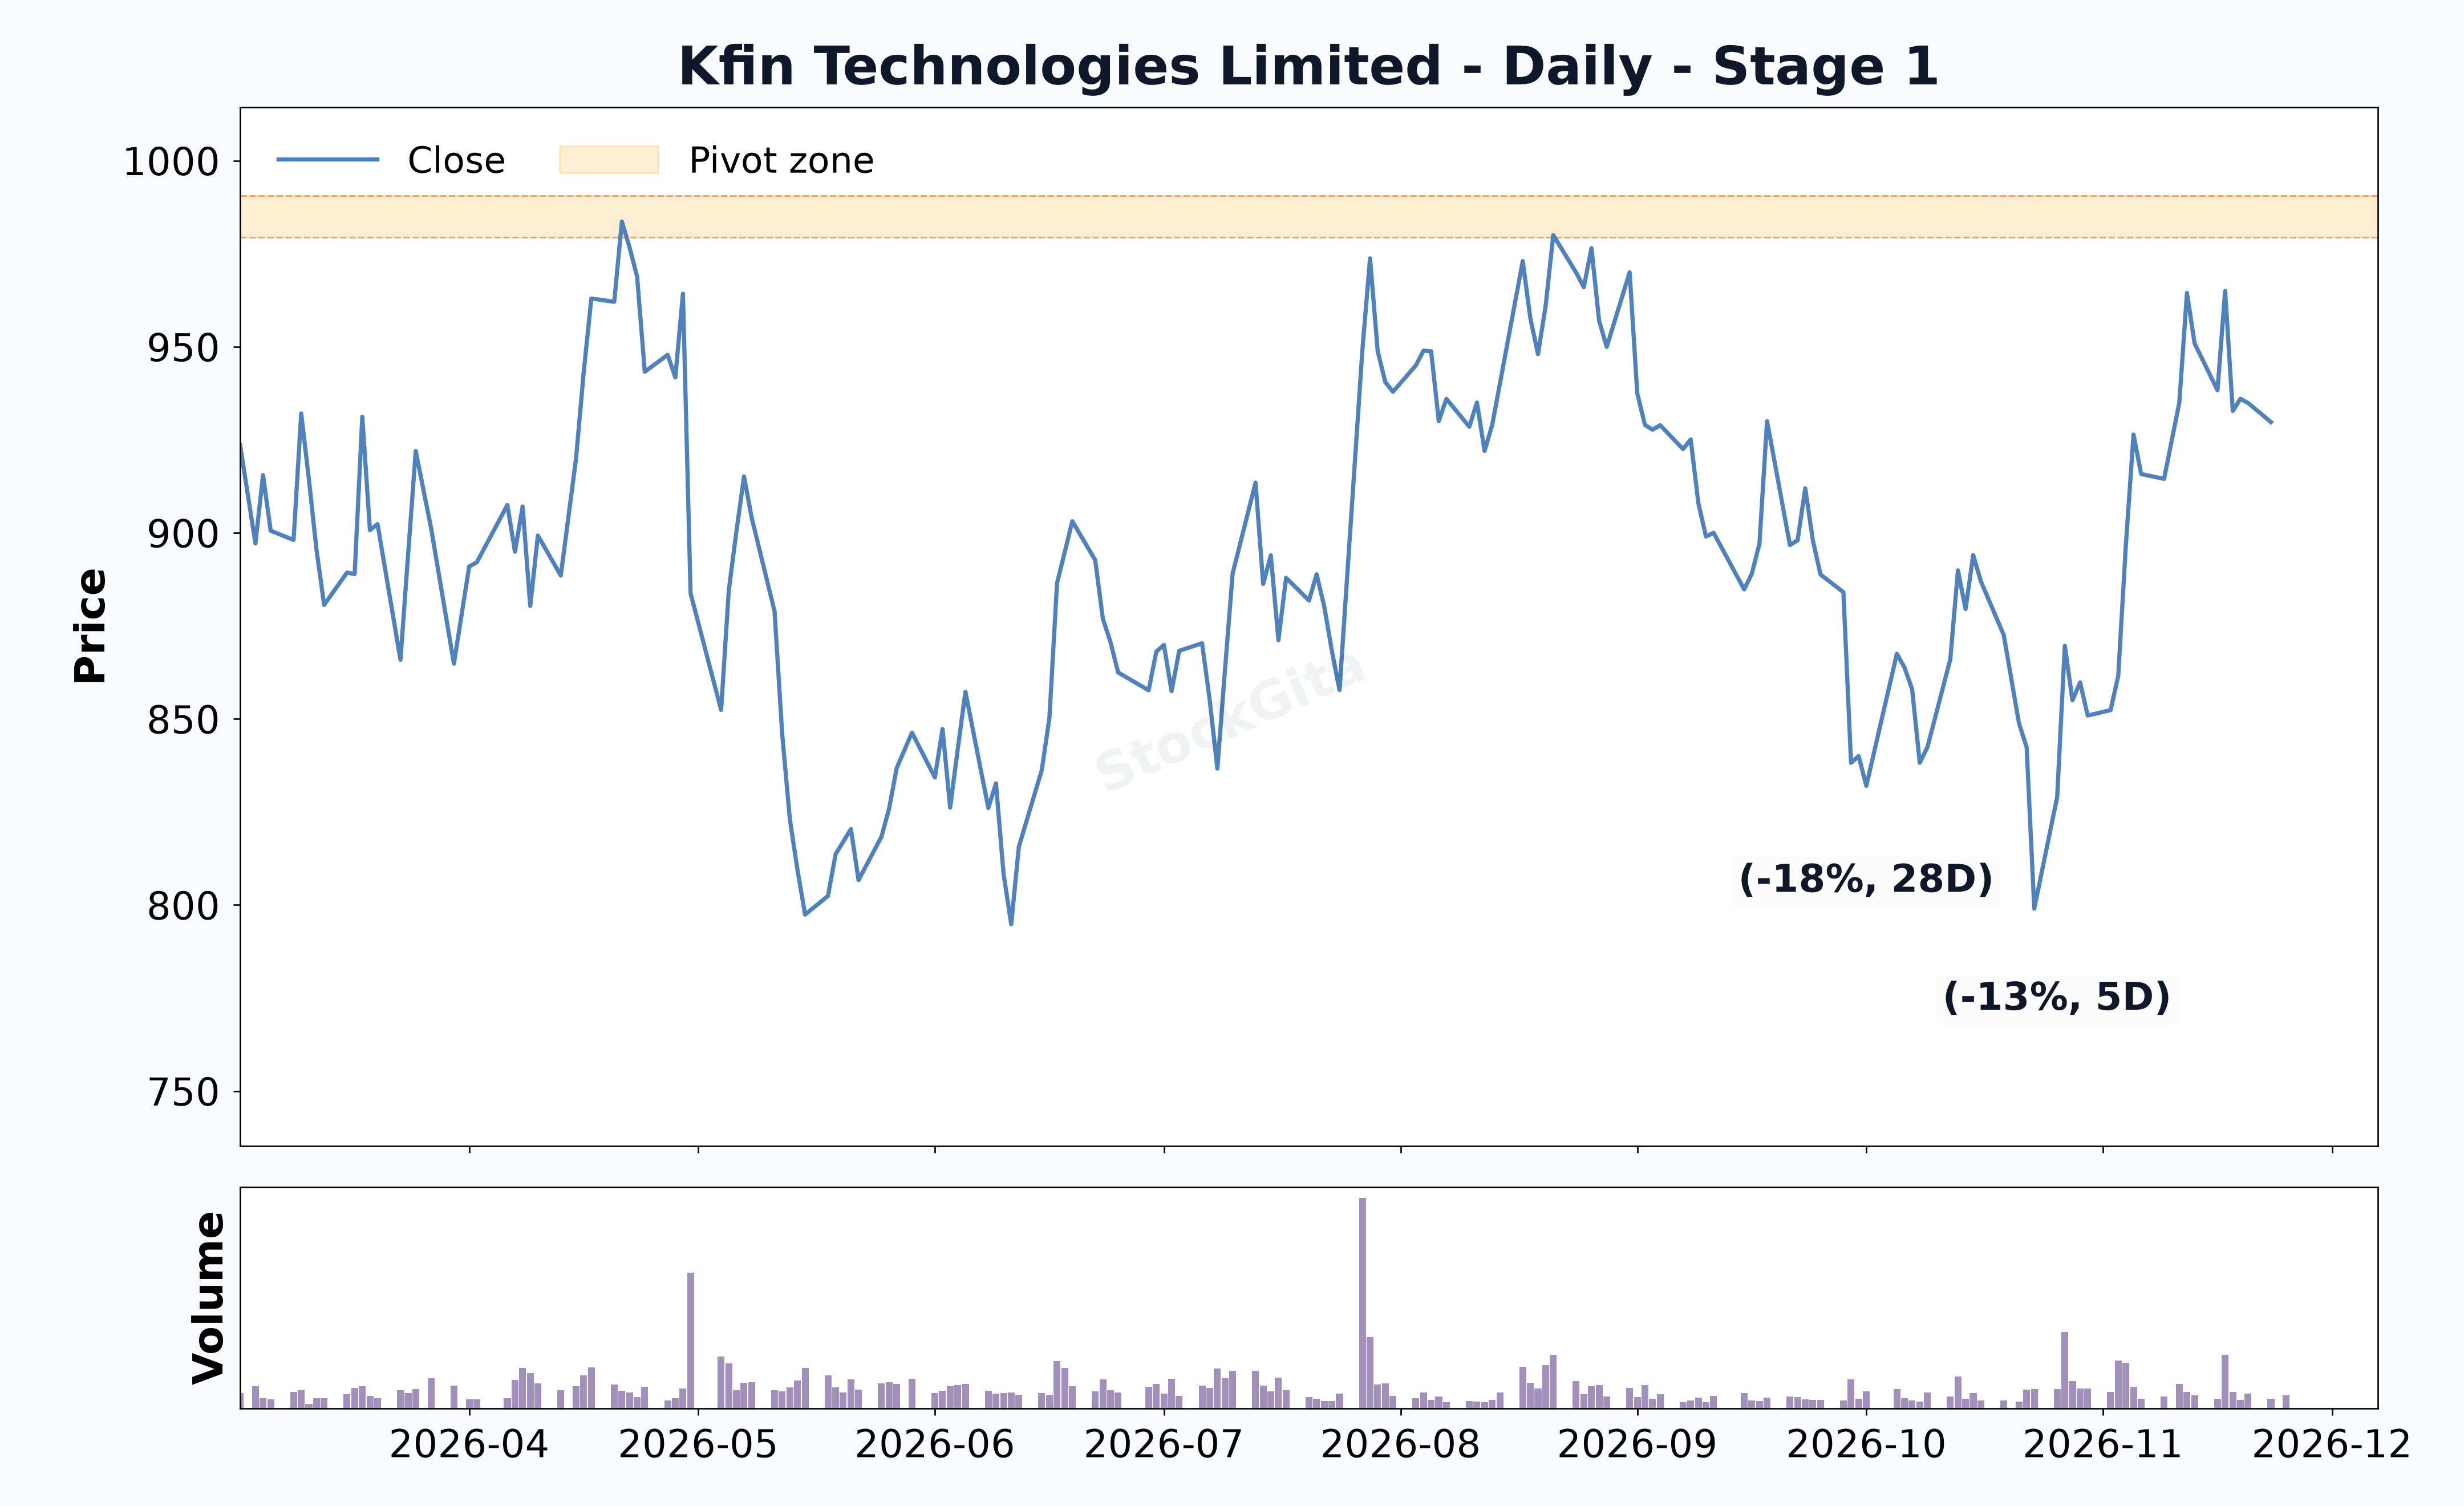 Kfin Technologies Limited - Daily - Stage 1
Close
Pivot zone
1000
950
900
850
800
750
Price
StockGita
(-18%, 28D)
(-13%, 5D)
Volume
2026-04
2026-05
2026-06
2026-07
2026-08
2026-09
2026-10
2026-11
2026-12